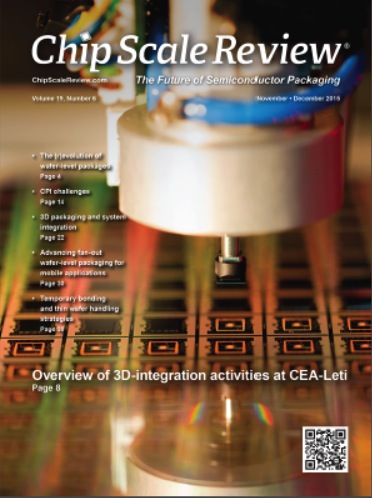 Chip Scale Review®
ChipScaleReview.com
The Future of Semiconductor Packaging
Volume 19, Number 6
November • December 2015
• The (r)evolution of
wafer-level packages
Page 4
• CPI challenges
Page 14
• 3D packaging and system
integration
Page 22
• Advancing fan-out
wafer-level packaging for
mobile applications
Page 30
• Temporary bonding
and thin wafer handling
strategies
Page
Overview of 3D-integration activities at CEA-Leti
Page 8